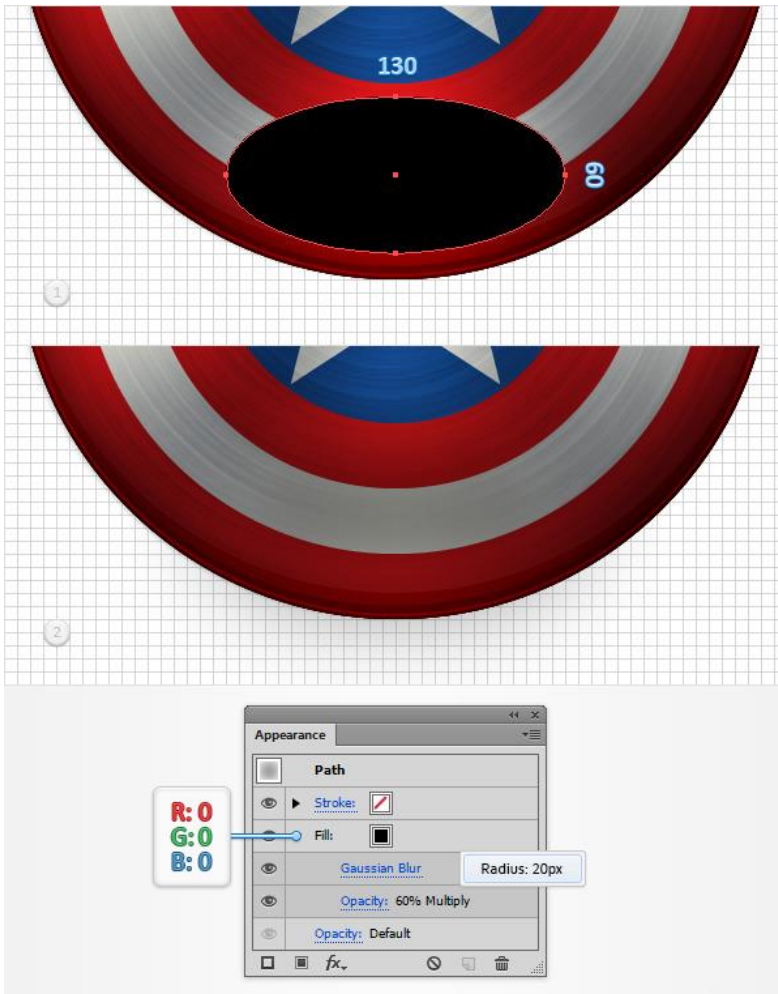 130
60
1
2
Appearance
Path
Stroke:
R: 0
G: 0
B: 0
Fill:
Gaussian Blur
Radius: 20px
Opacity: 60% Multiply
Opacity: Default
fx